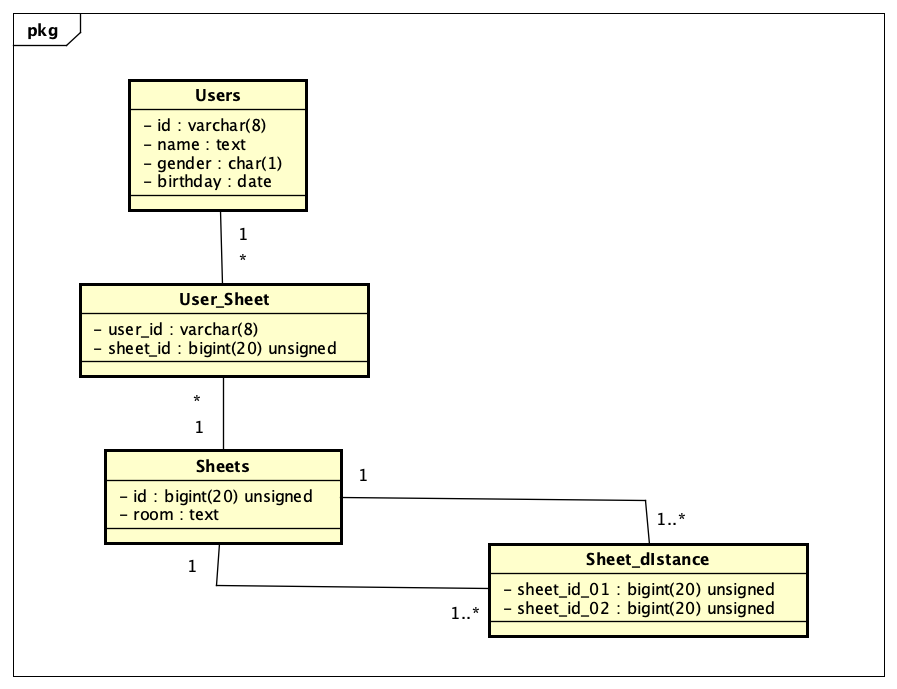 pkg
Users
- id : varchar(8)
- name : text
- gender : char(1)
- birthday : date
1
*
User_Sheet
- user_id : varchar(8)
- sheet_id : bigint(20) unsigned
*
1
Sheets
- id : bigint(20) unsigned
- room : text
1
1..*
1
Sheet_dIstance
- sheet_id_01 : bigint(20) unsigned
- sheet_id_02 : bigint(20) unsigned
1..*